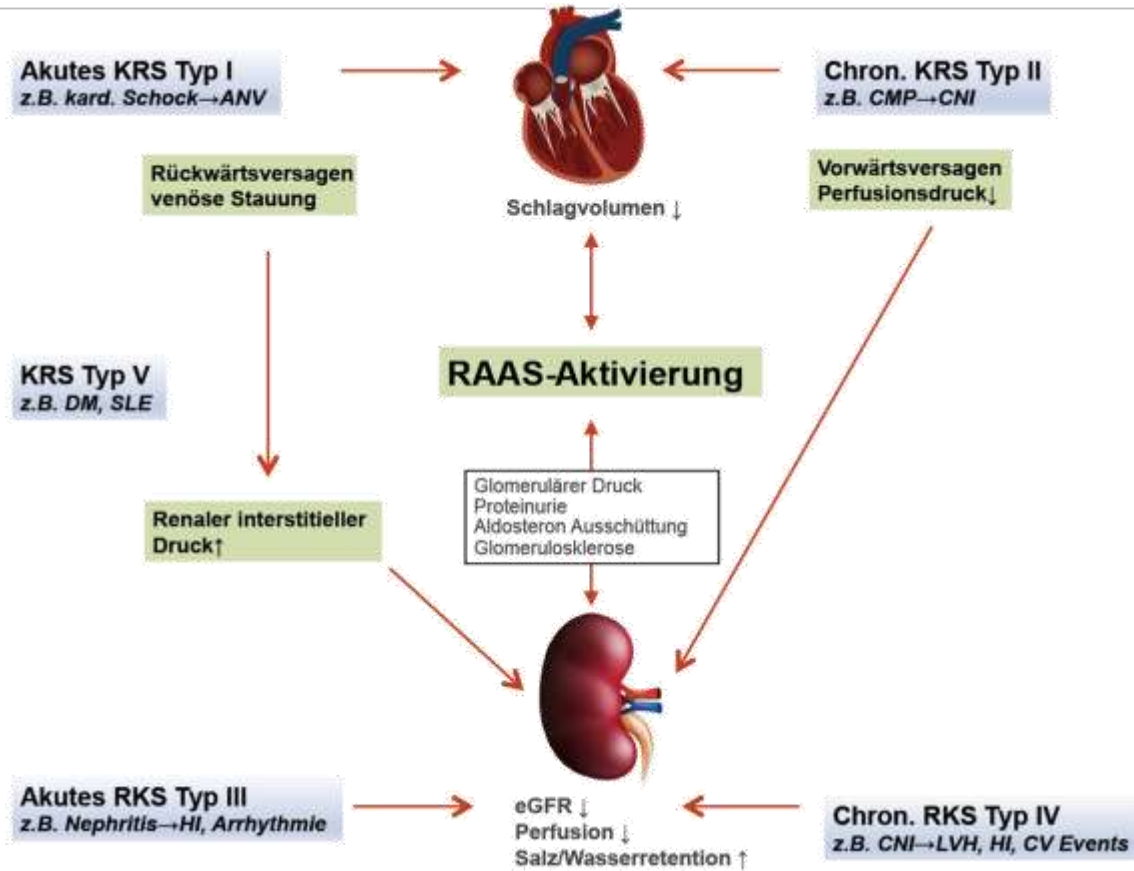 Akutes KRS Typ I
z.B. kard. Schock→ANV
Chron. KRS Typ II
z.B. CMP→CNI
Rückwärtsversagen
venöse Stauung
Schlagvolumen ↓
Vorwärtsversagen
Perfusionsdruck↓
KRS Typ V
z.B. DM, SLE
RAAS-Aktivierung
Glomerulärer Druck
Proteinurie
Aldosteron Ausschüttung
Glomerulosklerose
Renaler interstitieller
Druck↑
Akutes RKS Typ III
z.B. Nephritis→HI, Arrhythmie
eGFR ↓
Perfusion ↓
Salz/Wasserretention ↑
Chron. RKS Typ IV
z.B. CNI→LVH, HI, CV Events